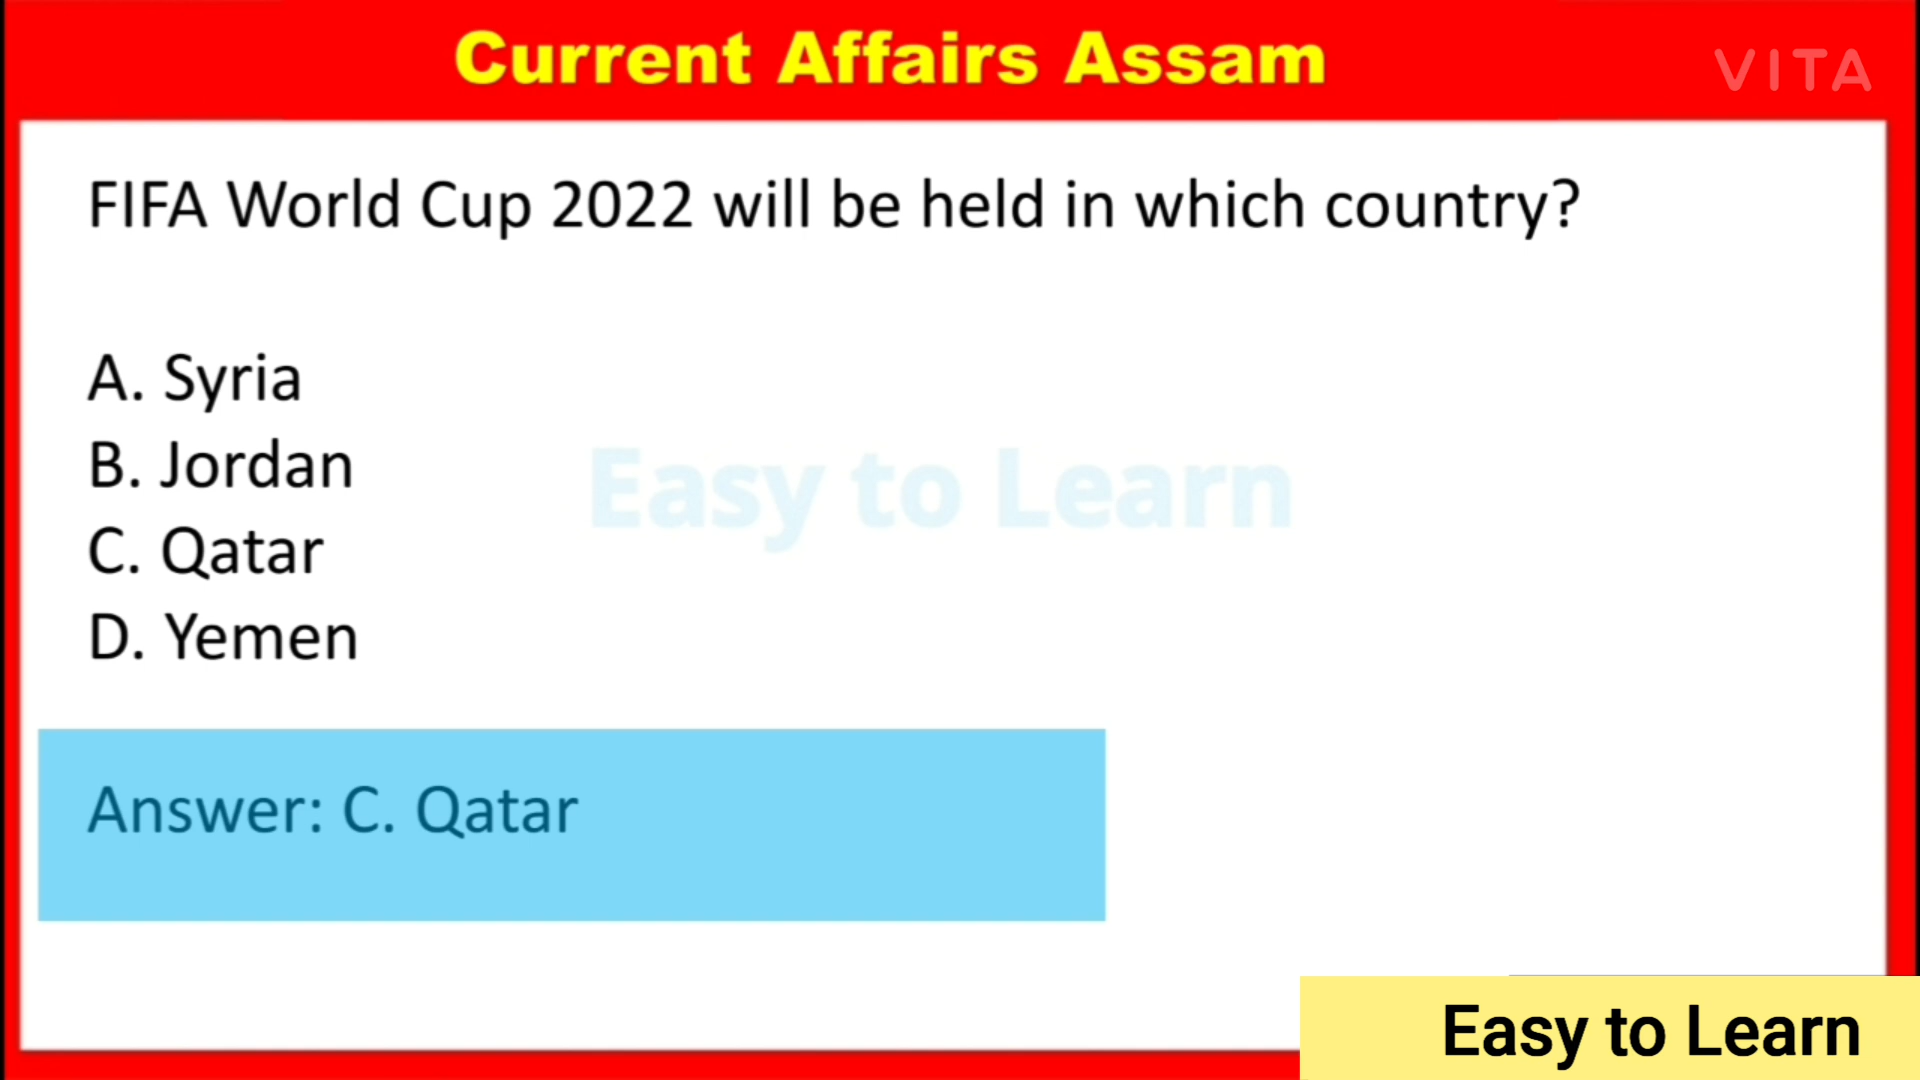 Current Affairs Assam
VITA
FIFA World Cup 2022 will be held in which country?
A. Syria
B. Jordan
C. Qatar
D. Yemen
Easy to Learn
Answer: C. Qatar
Easy to Learn